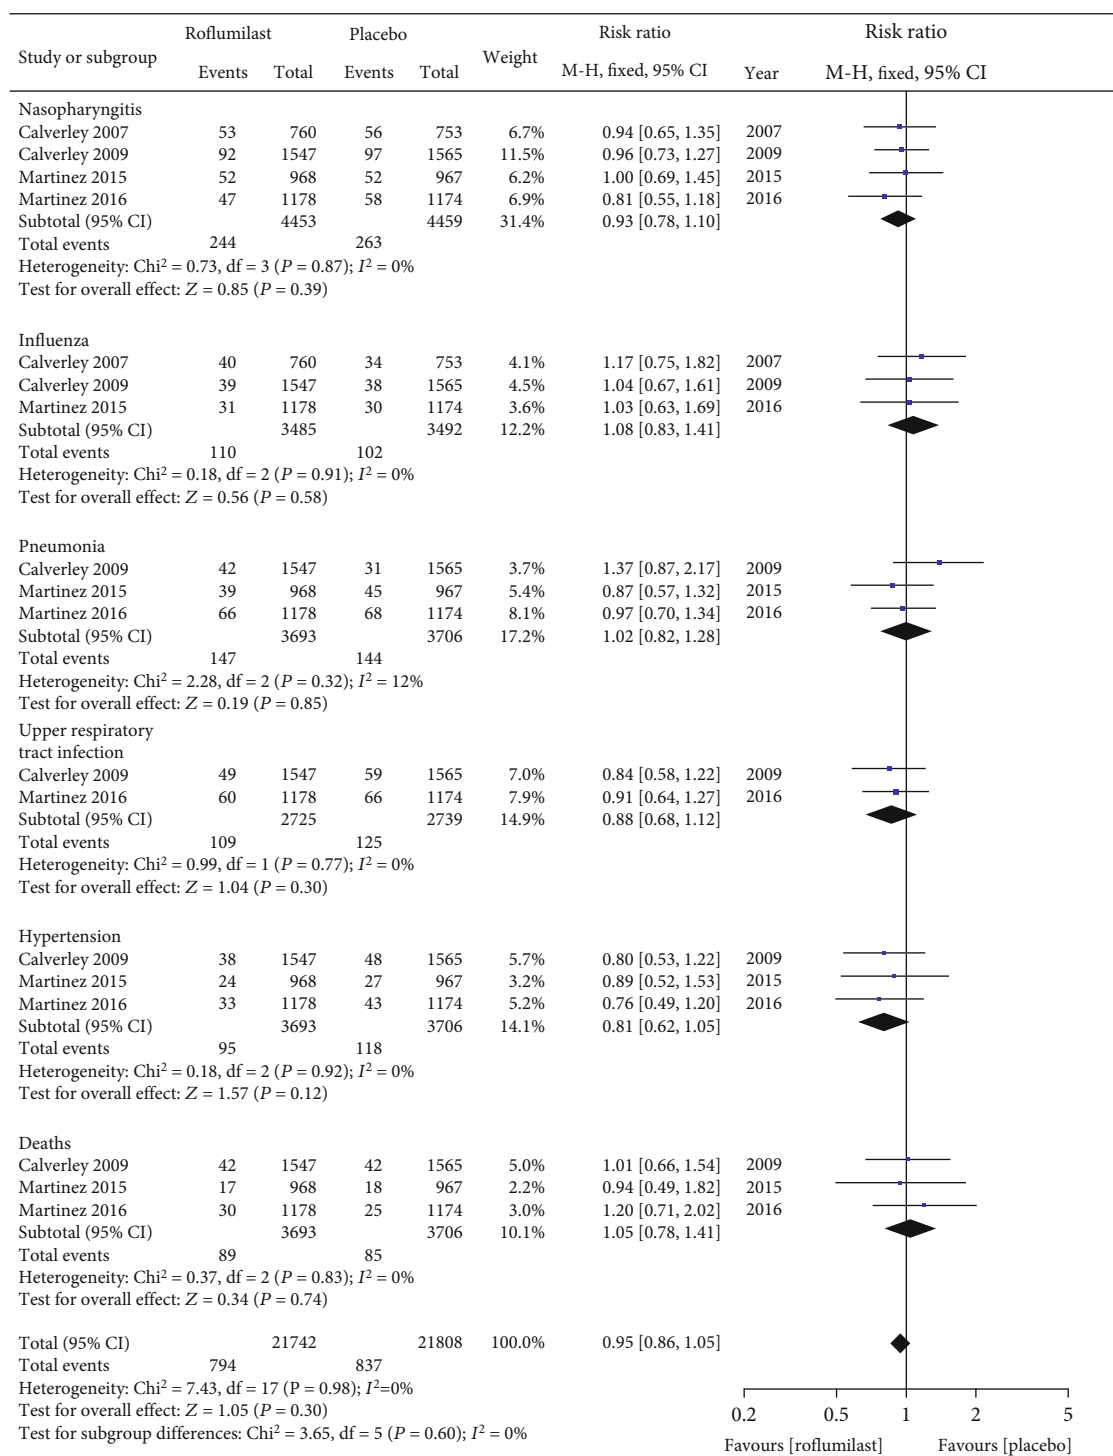 Roflumilast Placebo Risk ratio Risk ratio
Study or subgroup Events Total Events Total Weight M-H, fixed, 95% CI Year M-H, fixed, 95% CI
Nasopharyngitis
Calverley 2007 53 760 56 753 6.7% 0.94 [0.65, 1.35] 2007
Calverley 2009 92 1547 97 1565 11.5% 0.96 [0.73, 1.27] 2009
Martinez 2015 52 968 52 967 6.2% 1.00 [0.69, 1.45] 2015
Martinez 2016 47 1178 58 1174 6.9% 0.81 [0.55, 1.18] 2016
Subtotal (95% CI) 4453 4459 31.4% 0.93 [0.78, 1.10]
Total events 244 263
Heterogeneity: Chi² = 0.73, df = 3 (P = 0.87); I² = 0%
Test for overall effect: Z = 0.85 (P = 0.39)
Influenza
Calverley 2007 40 760 34 753 4.1% 1.17 [0.75, 1.82] 2007
Calverley 2009 39 1547 38 1565 4.5% 1.04 [0.67, 1.61] 2009
Martinez 2015 31 1178 30 1174 3.6% 1.03 [0.63, 1.69] 2016
Subtotal (95% CI) 3485 3492 12.2% 1.08 [0.83, 1.41]
Total events 110 102
Heterogeneity: Chi² = 0.18, df = 2 (P = 0.91); I² = 0%
Test for overall effect: Z = 0.56 (P = 0.58)
Pneumonia
Calverley 2009 42 1547 31 1565 3.7% 1.37 [0.87, 2.17] 2009
Martinez 2015 39 968 45 967 5.4% 0.87 [0.57, 1.32] 2015
Martinez 2016 66 1178 68 1174 8.1% 0.97 [0.70, 1.34] 2016
Subtotal (95% CI) 3693 3706 17.2% 1.02 [0.82, 1.28]
Total events 147 144
Heterogeneity: Chi² = 2.28, df = 2 (P = 0.32); I² = 12%
Test for overall effect: Z = 0.19 (P = 0.85)
Upper respiratory
tract infection
Calverley 2009 49 1547 59 1565 7.0% 0.84 [0.58, 1.22] 2009
Martinez 2016 60 1178 66 1174 7.9% 0.91 [0.64, 1.27] 2016
Subtotal (95% CI) 2725 2739 14.9% 0.88 [0.68, 1.12]
Total events 109 125
Heterogeneity: Chi² = 0.99, df = 1 (P = 0.77); I² = 0%
Test for overall effect: Z = 1.04 (P = 0.30)
Hypertension
Calverley 2009 38 1547 48 1565 5.7% 0.80 [0.53, 1.22] 2009
Martinez 2015 24 968 27 967 3.2% 0.89 [0.52, 1.53] 2015
Martinez 2016 33 1178 43 1174 5.2% 0.76 [0.49, 1.20] 2016
Subtotal (95% CI) 3693 3706 14.1% 0.81 [0.62, 1.05]
Total events 95 118
Heterogeneity: Chi² = 0.18, df = 2 (P = 0.92); I² = 0%
Test for overall effect: Z = 1.57 (P = 0.12)
Deaths
Calverley 2009 42 1547 42 1565 5.0% 1.01 [0.66, 1.54] 2009
Martinez 2015 17 968 18 967 2.2% 0.94 [0.49, 1.82] 2015
Martinez 2016 30 1178 25 1174 3.0% 1.20 [0.71, 2.02] 2016
Subtotal (95% CI) 3693 3706 10.1% 1.05 [0.78, 1.41]
Total events 89 85
Heterogeneity: Chi² = 0.37, df = 2 (P = 0.83); I² = 0%
Test for overall effect: Z = 0.34 (P = 0.74)
Total (95% CI) 21742 21808 100.0% 0.95 [0.86, 1.05]
Total events 794 837
Heterogeneity: Chi² = 7.43, df = 17 (P = 0.98); I²=0%
Test for overall effect: Z = 1.05 (P = 0.30)
Test for subgroup differences: Chi² = 3.65, df = 5 (P = 0.60); I² = 0%
0.2 0.5 1 2 5
Favours [roflumilast] Favours [placebo]